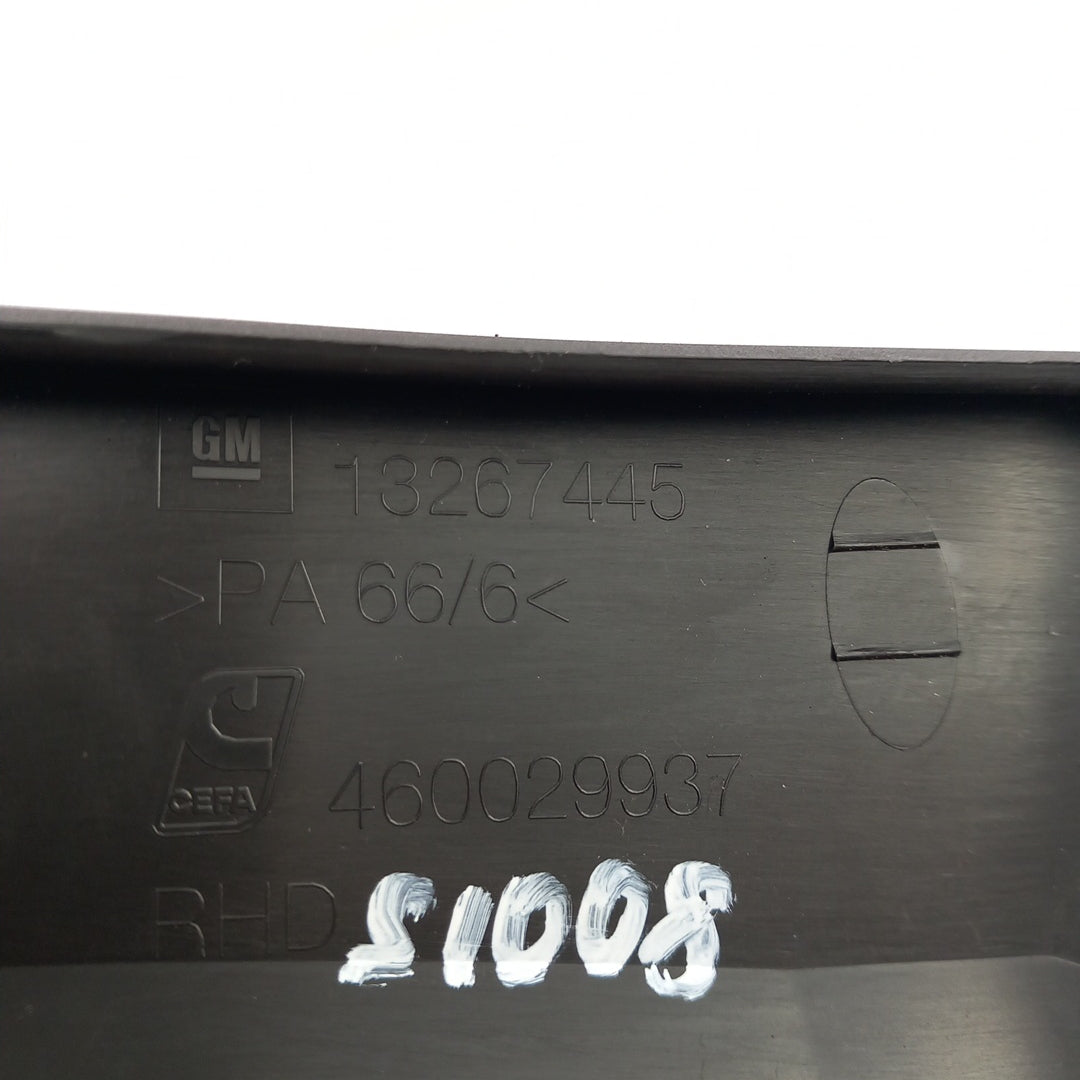 GM 13267445
>PA 66/6<
CEFA 460029937
RHD S1008